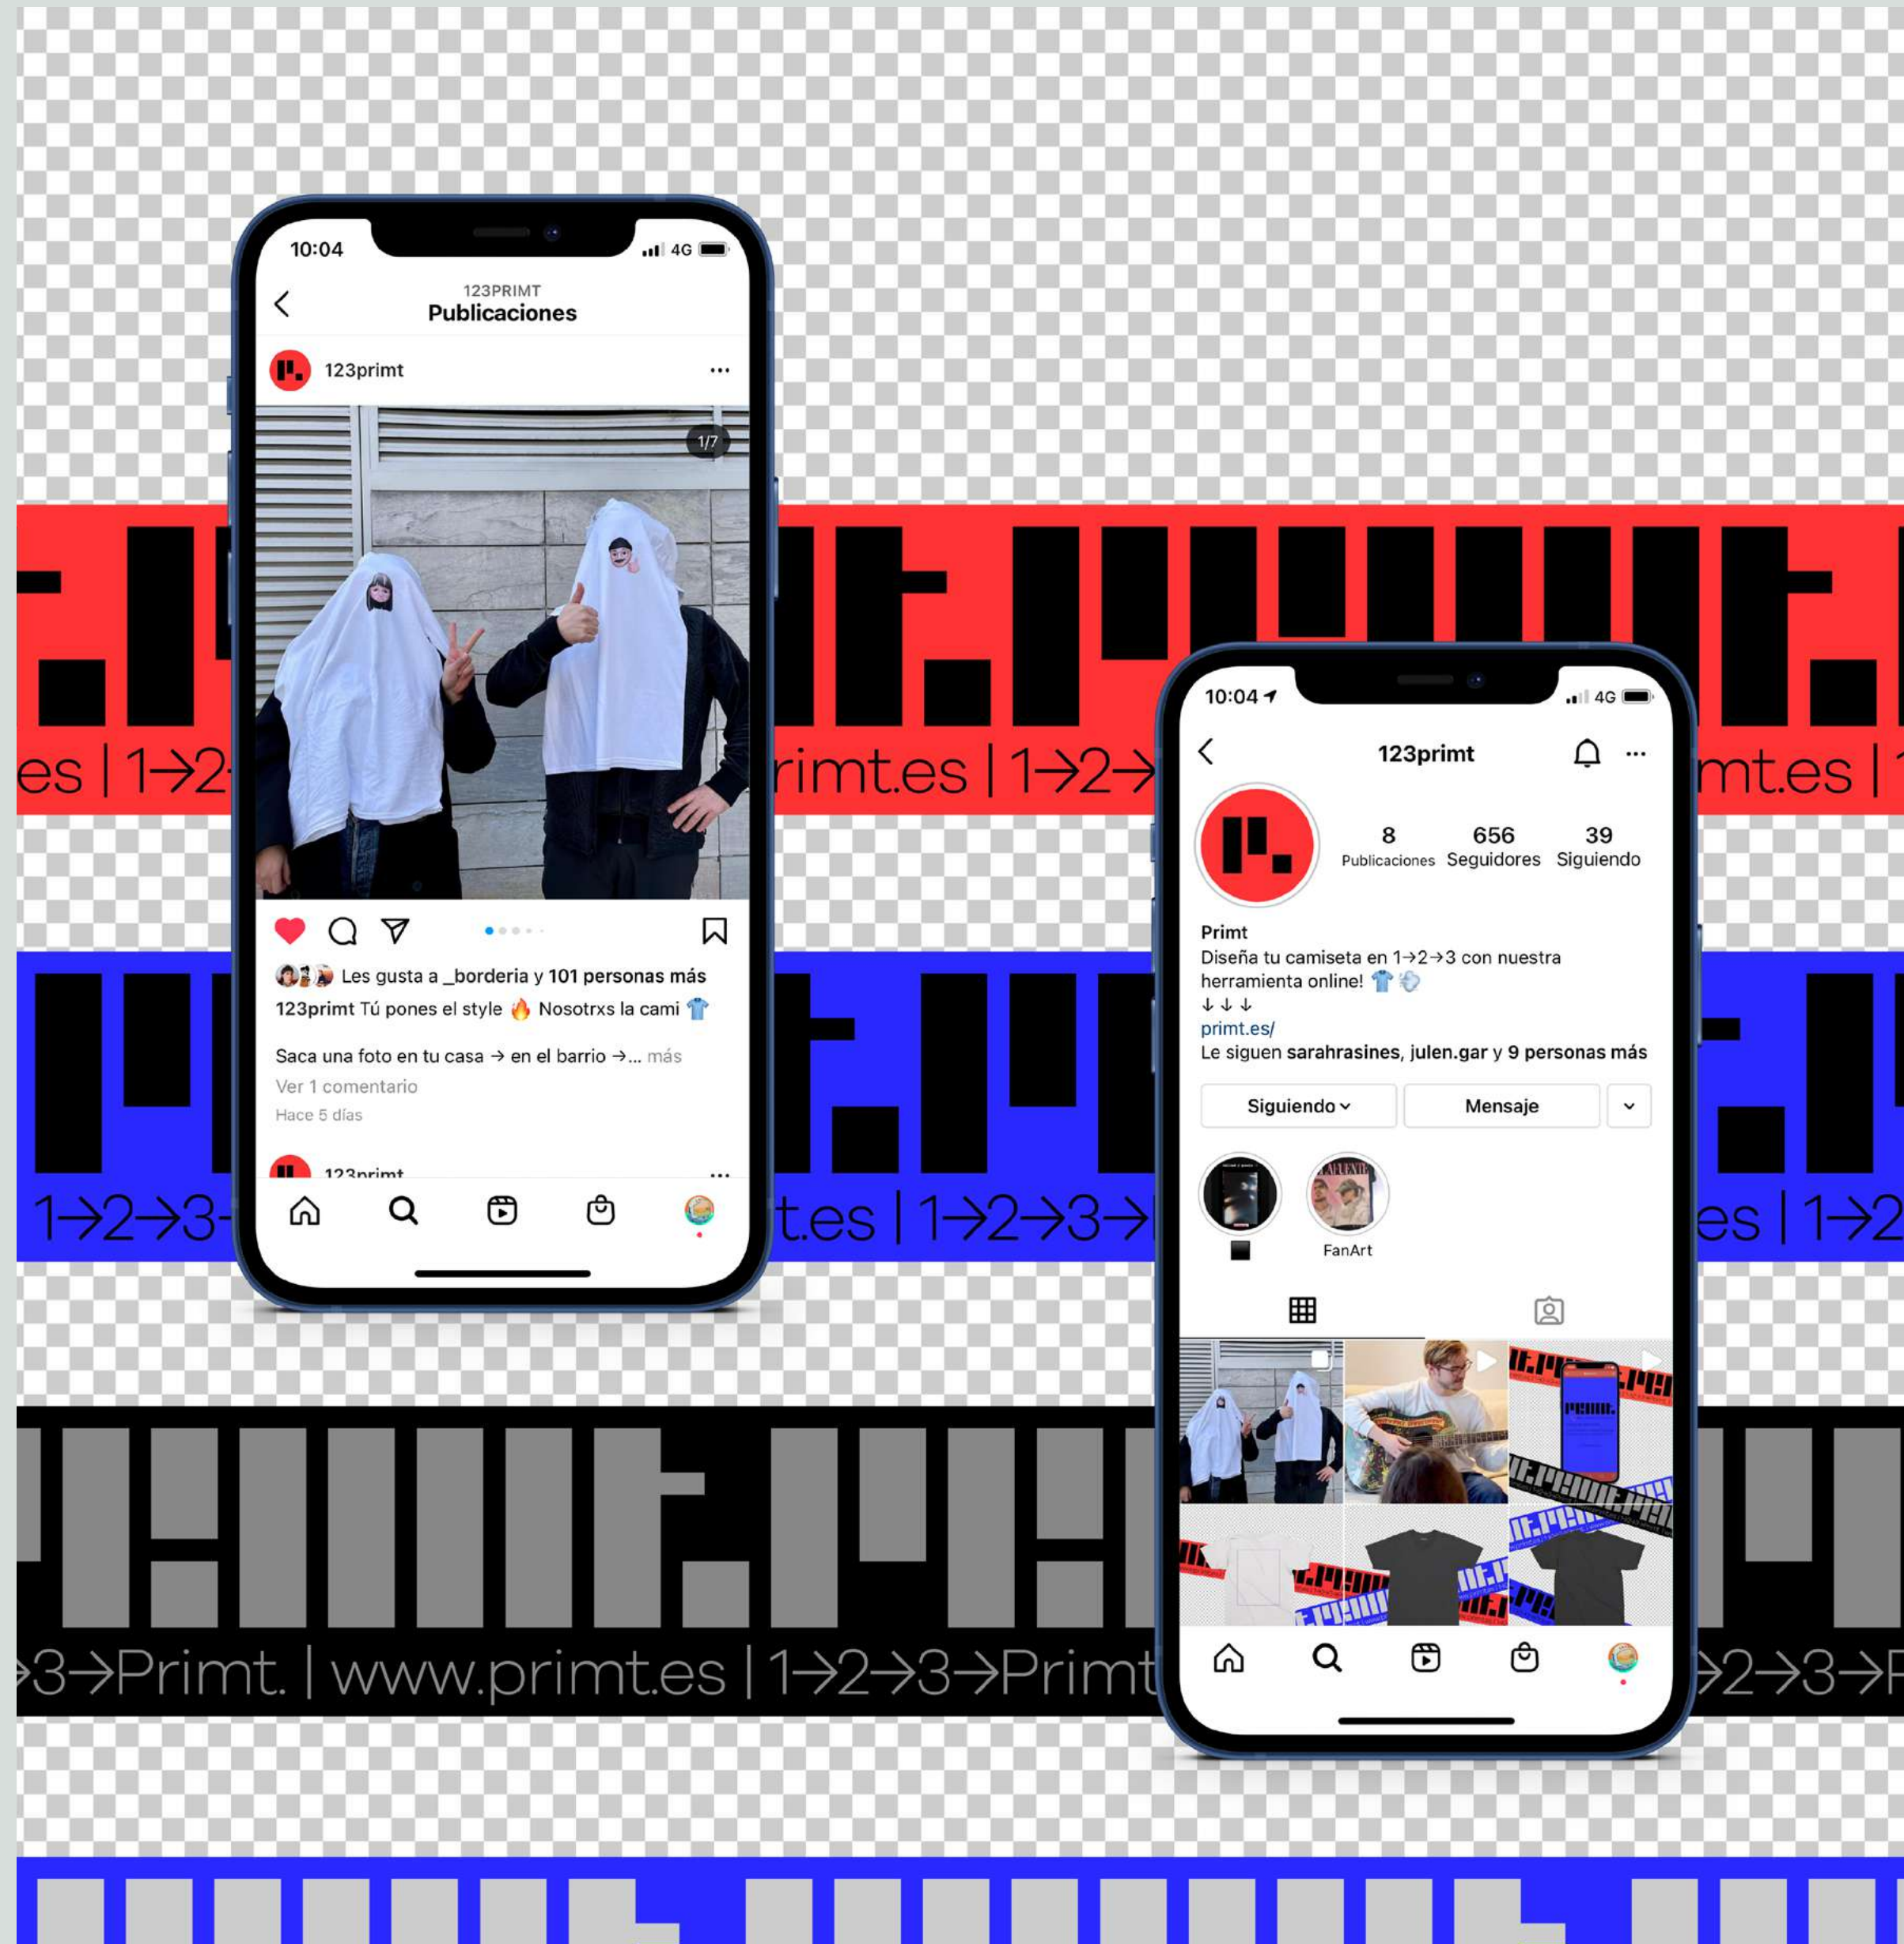 10:04
4G
123PRIMT
Publicaciones
123primt
1/7
Les gusta a _borderia y 101 personas más
123primt Tú pones el style 🔥 Nosotrxs la cami 👕
Saca una foto en tu casa → en el barrio →... más
Ver 1 comentario
Hace 5 días
123primt
es | 1→2
rimt.es | 1→2→
mt.es |
1→2→3
t.es | 1→2→3→
es | 1→2
10:04
4G
123primt
8 656 39
Publicaciones Seguidores Siguiendo
Primt
Diseña tu camiseta en 1→2→3 con nuestra
herramienta online! 👕 💨
↓ ↓ ↓
primt.es/
Le siguen sarahrasines, julen.gar y 9 personas más
Siguiendo Mensaje
FanArt
→3→Primt. | www.primt.es | 1→2→3→Primt
→2→3→